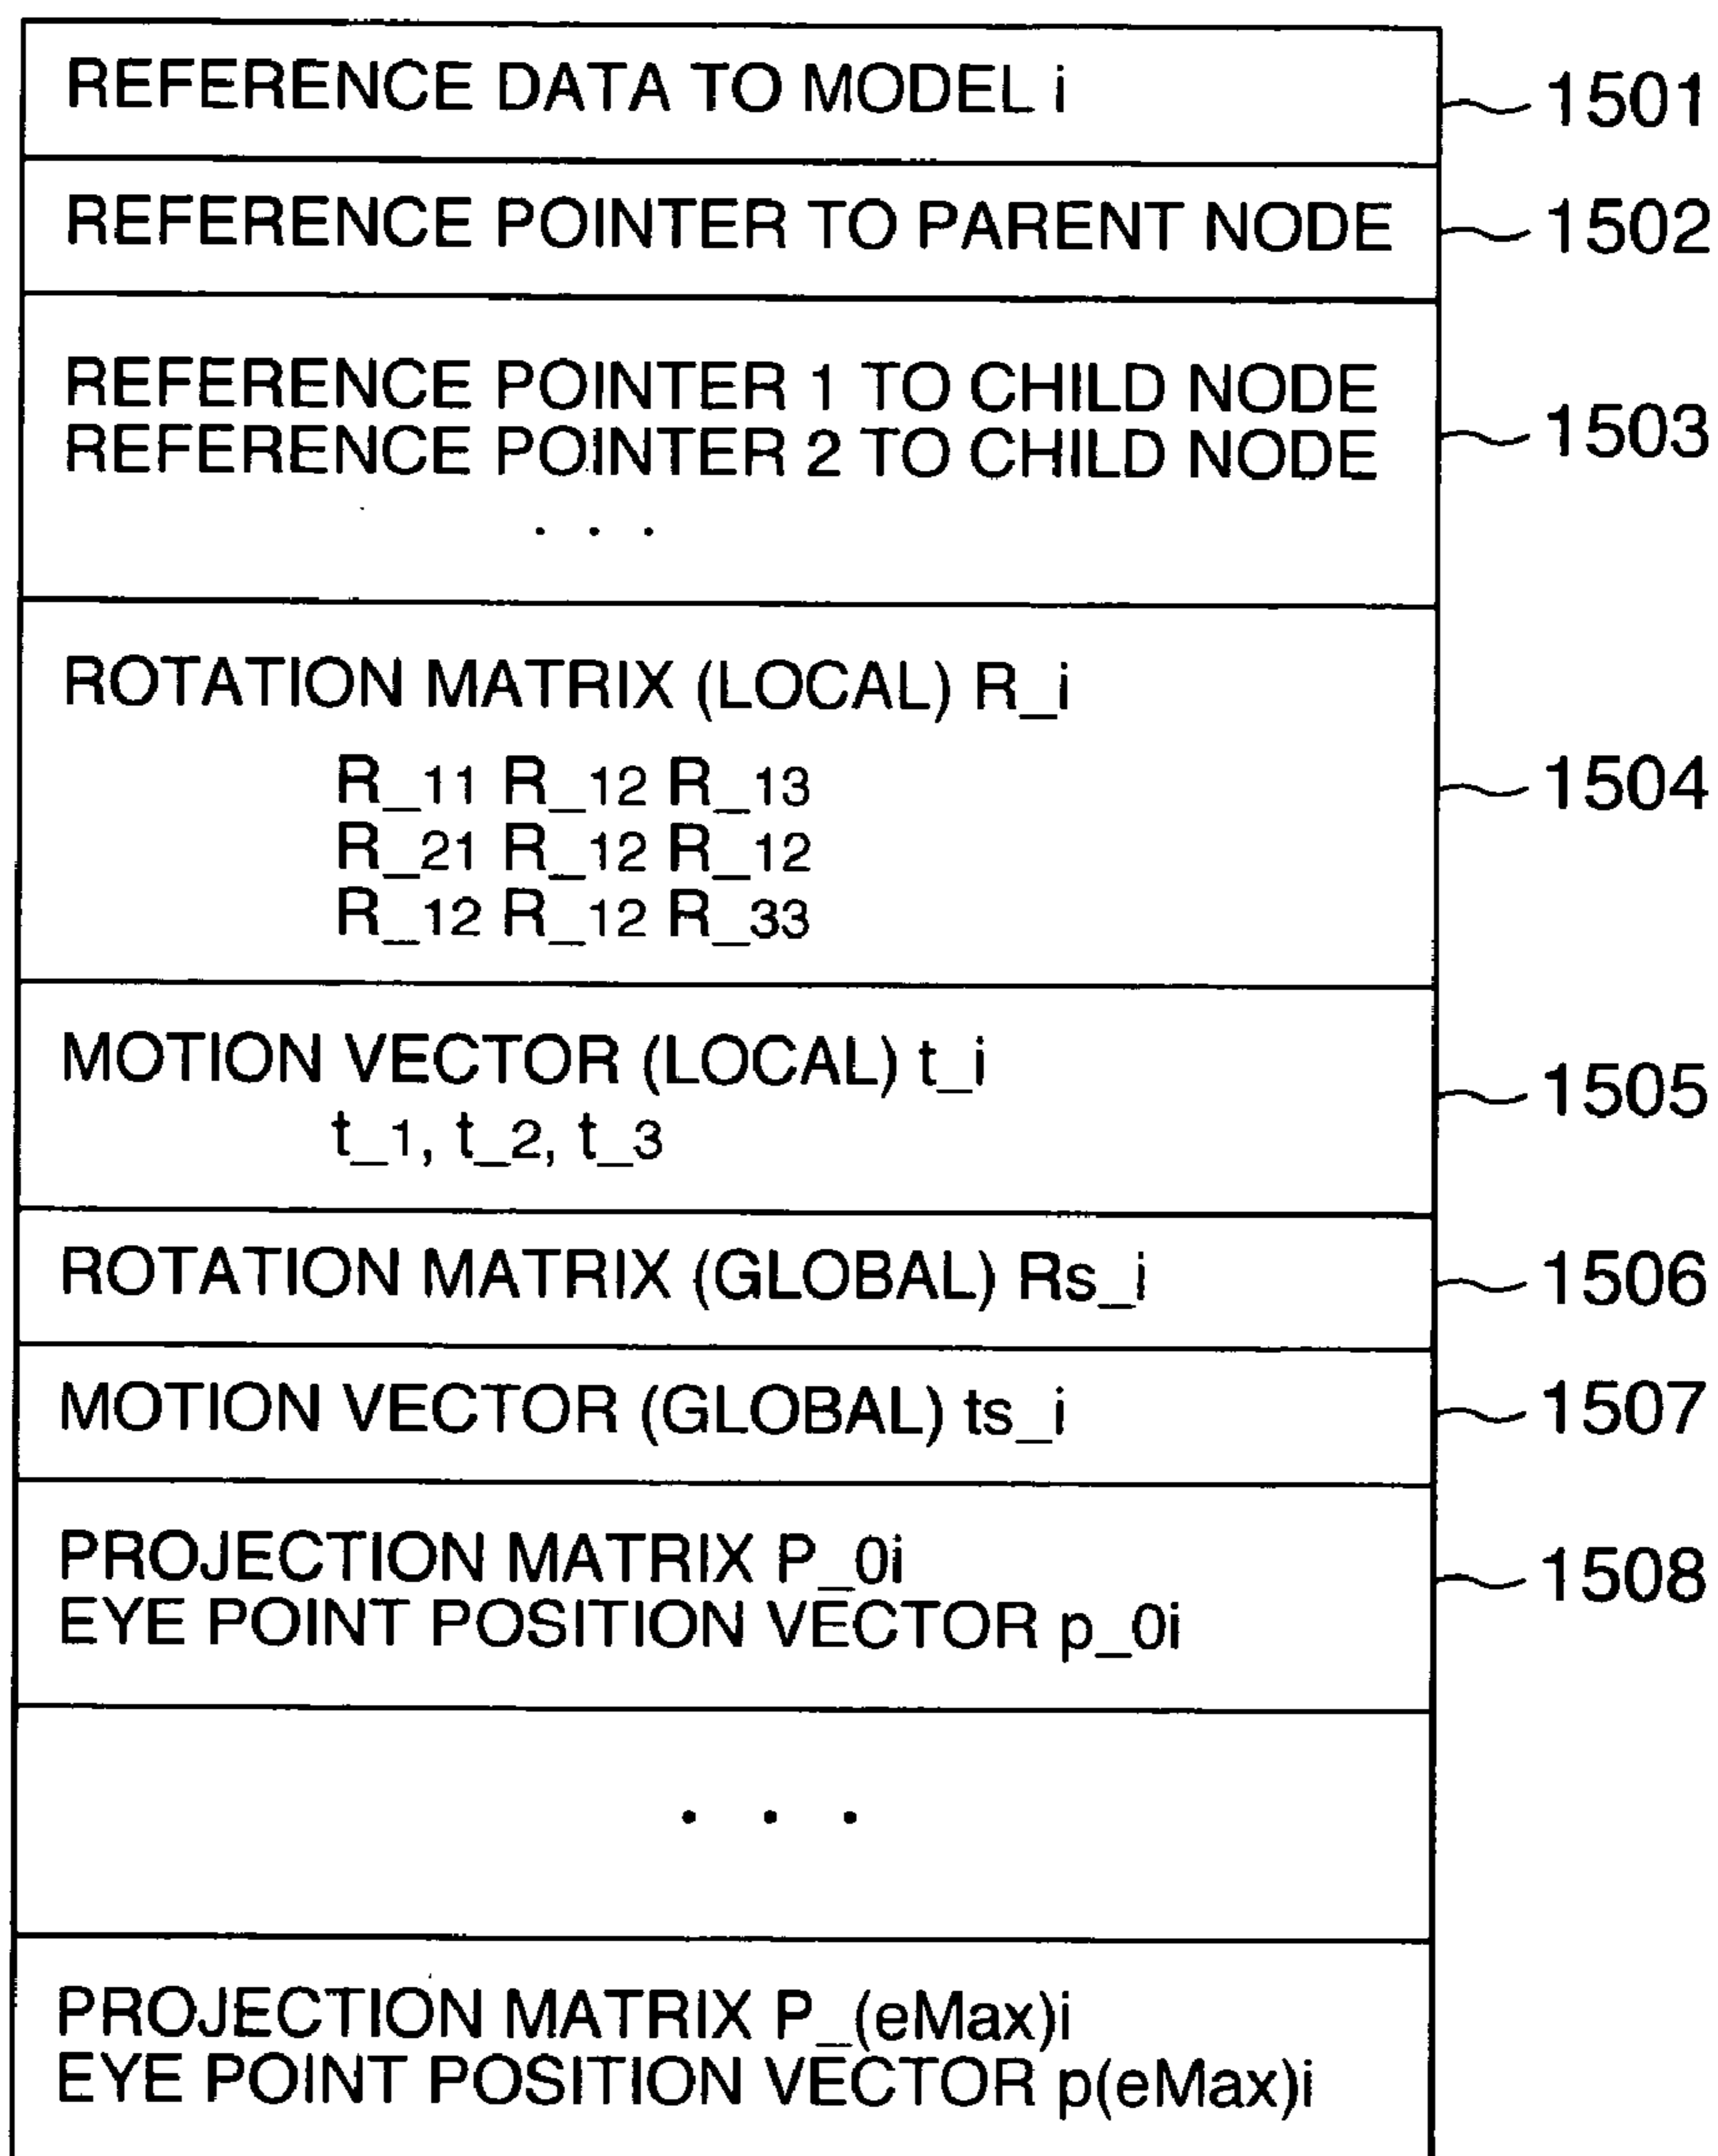 REFERENCE DATA TO MODEL i 1501
REFERENCE POINTER TO PARENT NODE 1502
REFERENCE POINTER 1 TO CHILD NODE
REFERENCE POINTER 2 TO CHILD NODE 1503
. . .
ROTATION MATRIX (LOCAL) R_i
R_11 R_12 R_13 1504
R_21 R_12 R_12
R_12 R_12 R_33
MOTION VECTOR (LOCAL) t_i 1505
t_1, t_2, t_3
ROTATION MATRIX (GLOBAL) Rs_i 1506
MOTION VECTOR (GLOBAL) ts_i 1507
PROJECTION MATRIX P_0i 1508
EYE POINT POSITION VECTOR p_0i
. . .
PROJECTION MATRIX P_(eMax)i
EYE POINT POSITION VECTOR p(eMax)i